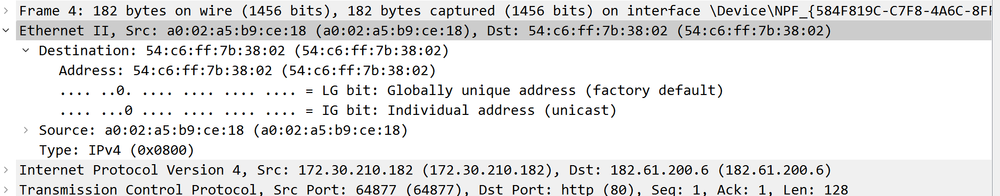 Frame 4: 182 bytes on wire (1456 bits), 182 bytes captured (1456 bits) on interface \Device\NPF_{584F819C-C7F8-4A6C-8FF
Ethernet II, Src: a0:02:a5:b9:ce:18 (a0:02:a5:b9:ce:18), Dst: 54:c6:ff:7b:38:02 (54:c6:ff:7b:38:02)
Destination: 54:c6:ff:7b:38:02 (54:c6:ff:7b:38:02)
Address: 54:c6:ff:7b:38:02 (54:c6:ff:7b:38:02)
.... ..0. .... .... .... .... = LG bit: Globally unique address (factory default)
.... ...0 .... .... .... .... = IG bit: Individual address (unicast)
Source: a0:02:a5:b9:ce:18 (a0:02:a5:b9:ce:18)
Type: IPv4 (0x0800)
Internet Protocol Version 4, Src: 172.30.210.182 (172.30.210.182), Dst: 182.61.200.6 (182.61.200.6)
Transmission Control Protocol, Src Port: 64877 (64877), Dst Port: http (80), Seq: 1, Ack: 1, Len: 128